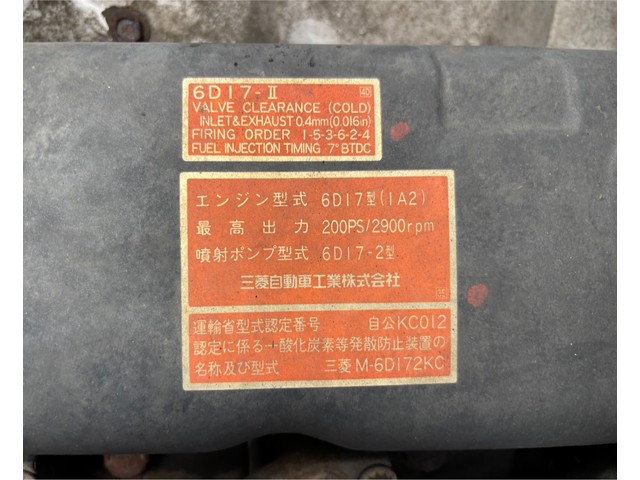 6D17-Ⅱ 40
VALVE CLEARANCE (COLD)
INLET&EXHAUST 0.4mm(0.016in)
FIRING ORDER 1-5-3-6-2-4
FUEL INJECTION TIMING 7°BTDC
エンジン型式 6D17型(1A2)
最高出力 200PS/2900rpm
噴射ポンプ型式 6D17-2型
三菱自動車工業株式会社
運輸省型式認定番号 自公KC012
認定に係る一酸化炭素等発散防止装置の
名称及び型式 三菱 M-6D172KC